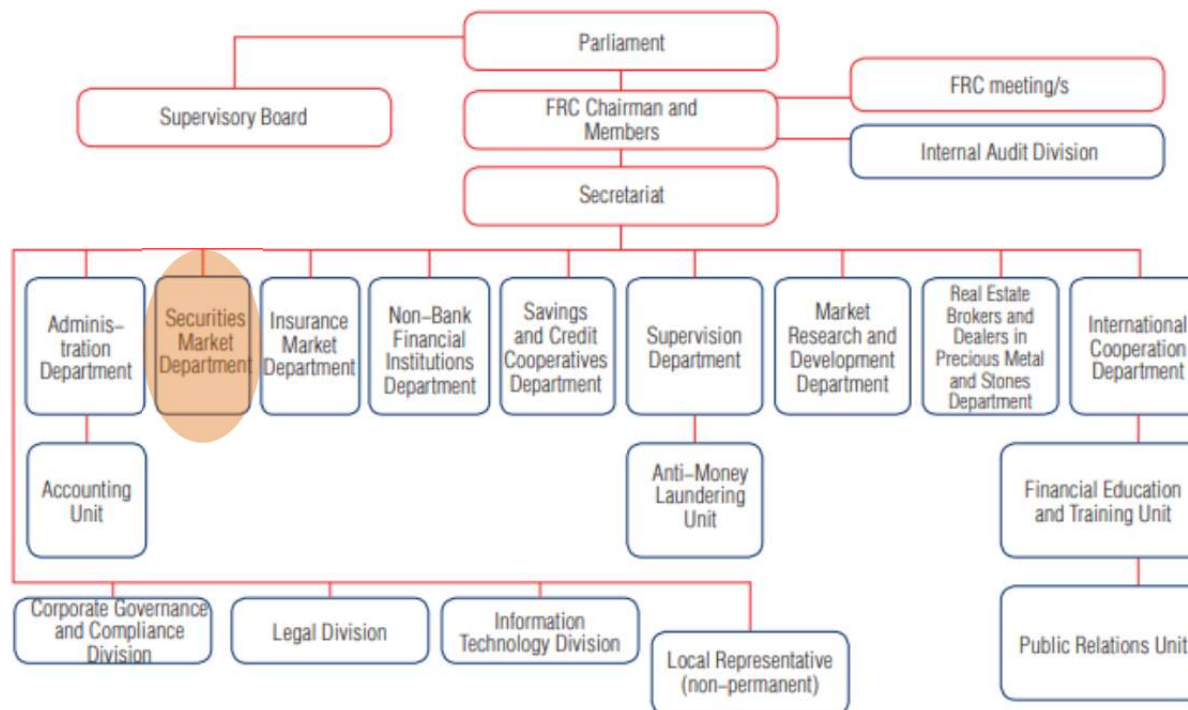 Parliament
Supervisory Board
FRC Chairman and
Members
FRC meeting/s
Internal Audit Division
Secretariat
Adminis–
tration
Department
Securities
Market
Department
Insurance
Market
Department
Non–Bank
Financial
Institutions
Department
Savings
and Credit
Cooperatives
Department
Supervision
Department
Market
Research and
Development
Department
Real Estate
Brokers and
Dealers in
Precious Metal
and Stones
Department
International
Cooperation
Department
Accounting
Unit
Anti–Money
Laundering
Unit
Financial Education
and Training Unit
Corporate Governance
and Compliance
Division
Legal Division
Information
Technology Division
Local Representative
(non–permanent)
Public Relations Unit